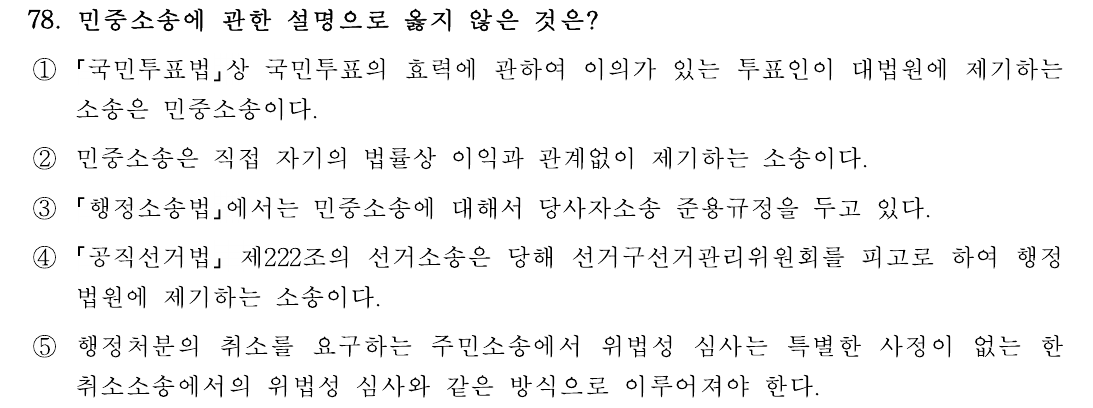 78. 민중소송에 관한 설명으로 옳지 않은 것은?
① 「국민투표법」상 국민투표의 효력에 관하여 이의가 있는 투표인이 대법원에 제기하는
소송은 민중소송이다.
② 민중소송은 직접 자기의 법률상 이익과 관계없이 제기하는 소송이다.
③ 「행정소송법」에서는 민중소송에 대해서 당사자소송 준용규정을 두고 있다.
④ 「공직선거법」 제222조의 선거소송은 당해 선거구선거관리위원회를 피고로 하여 행정
법원에 제기하는 소송이다.
⑤ 행정처분의 취소를 요구하는 주민소송에서 위법성 심사는 특별한 사정이 없는 한
취소소송에서의 위법성 심사와 같은 방식으로 이루어져야 한다.